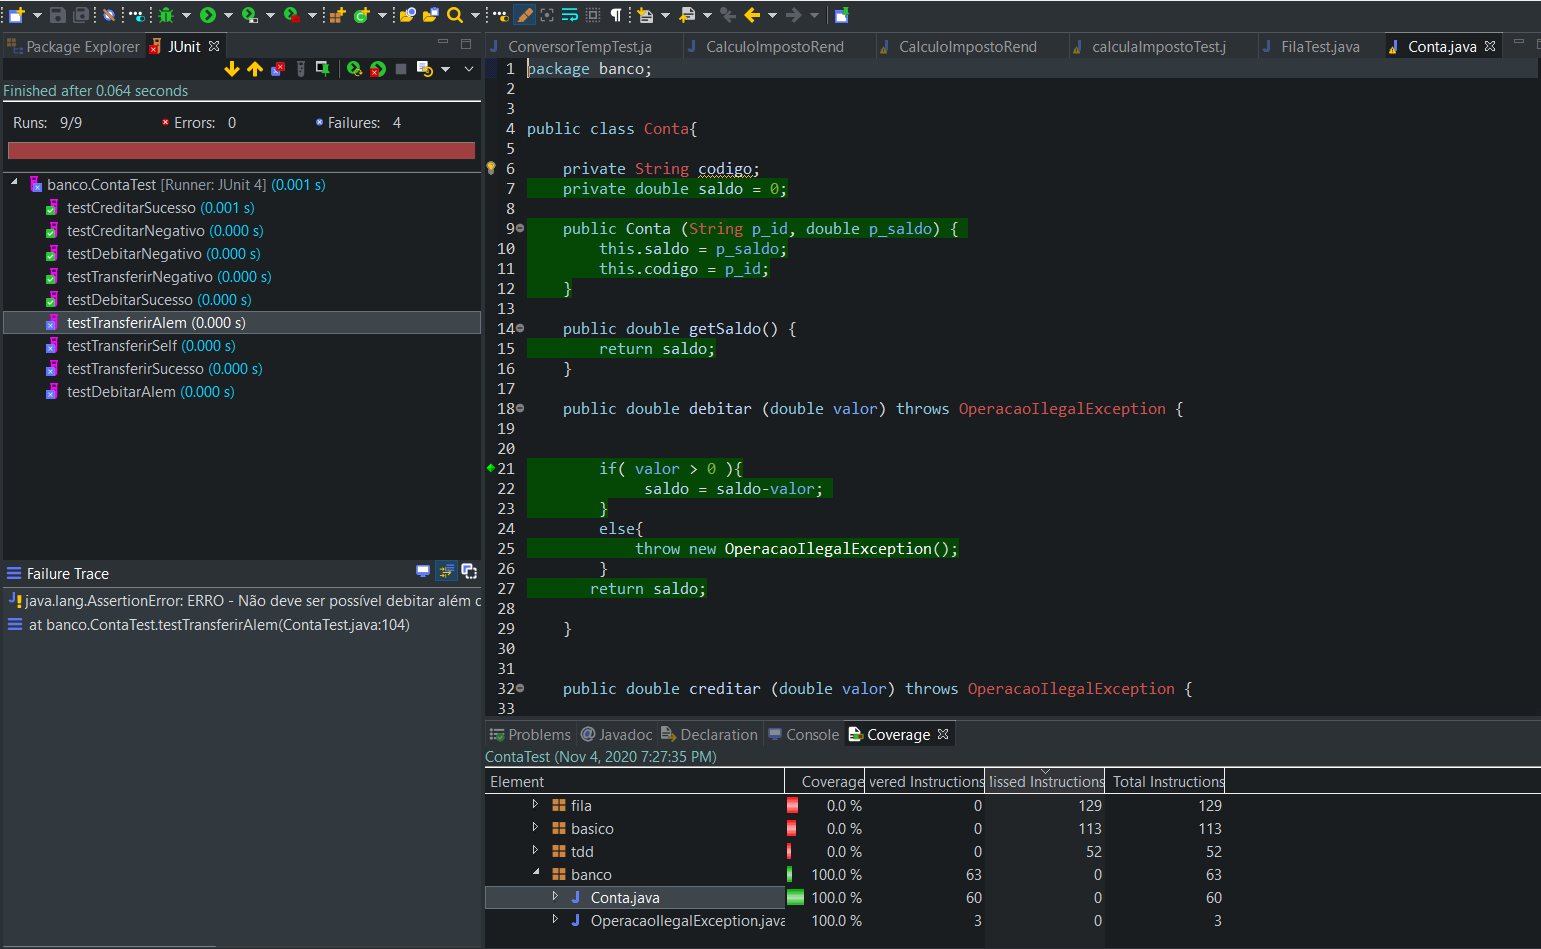 Package Explorer
JUnit
Finished after 0.064 seconds
Runs: 9/9
Errors: 0
Failures: 4
banco.ContaTest [Runner: JUnit 4] (0.001 s)
testCreditarSucesso (0.001 s)
testCreditarNegativo (0.000 s)
testDebitarNegativo (0.000 s)
testTransferirNegativo (0.000 s)
testDebitarSucesso (0.000 s)
testTransferirAlem (0.000 s)
testTransferirSelf (0.000 s)
testTransferirSucesso (0.000 s)
testDebitarAlem (0.000 s)
Failure Trace
java.lang.AssertionError: ERRO - Não deve ser possível debitar além
at banco.ContaTest.testTransferirAlem(ContaTest.java:104)
ConversorTempTest.ja
CalculoImpostoRend
CalculoImpostoRend
calculaImpostoTest.j
FilaTest.java
Conta.java
1 package banco;
2
3
4 public class Conta{
5
6 private String codigo;
7 private double saldo = 0;
8
9 public Conta (String p_id, double p_saldo) {
10 this.saldo = p_saldo;
11 this.codigo = p_id;
12 }
13
14 public double getSaldo() {
15 return saldo;
16 }
17
18 public double debitar (double valor) throws OperacaoIlegalException {
19
20
21 if( valor > 0 ){
22 saldo = saldo-valor;
23 }
24 else{
25 throw new OperacaoIlegalException();
26 }
27 return saldo;
28
29 }
30
31
32 public double creditar (double valor) throws OperacaoIlegalException {
33
Problems
Javadoc
Declaration
Console
Coverage
ContaTest (Nov 4, 2020 7:27:35 PM)
Element Coverage vered Instructions lissed Instructions Total Instructions
fila 0.0 % 0 129 129
basico 0.0 % 0 113 113
tdd 0.0 % 0 52 52
banco 100.0 % 63 0 63
Conta.java 100.0 % 60 0 60
OperacaoIlegalException.java 100.0 % 3 0 3